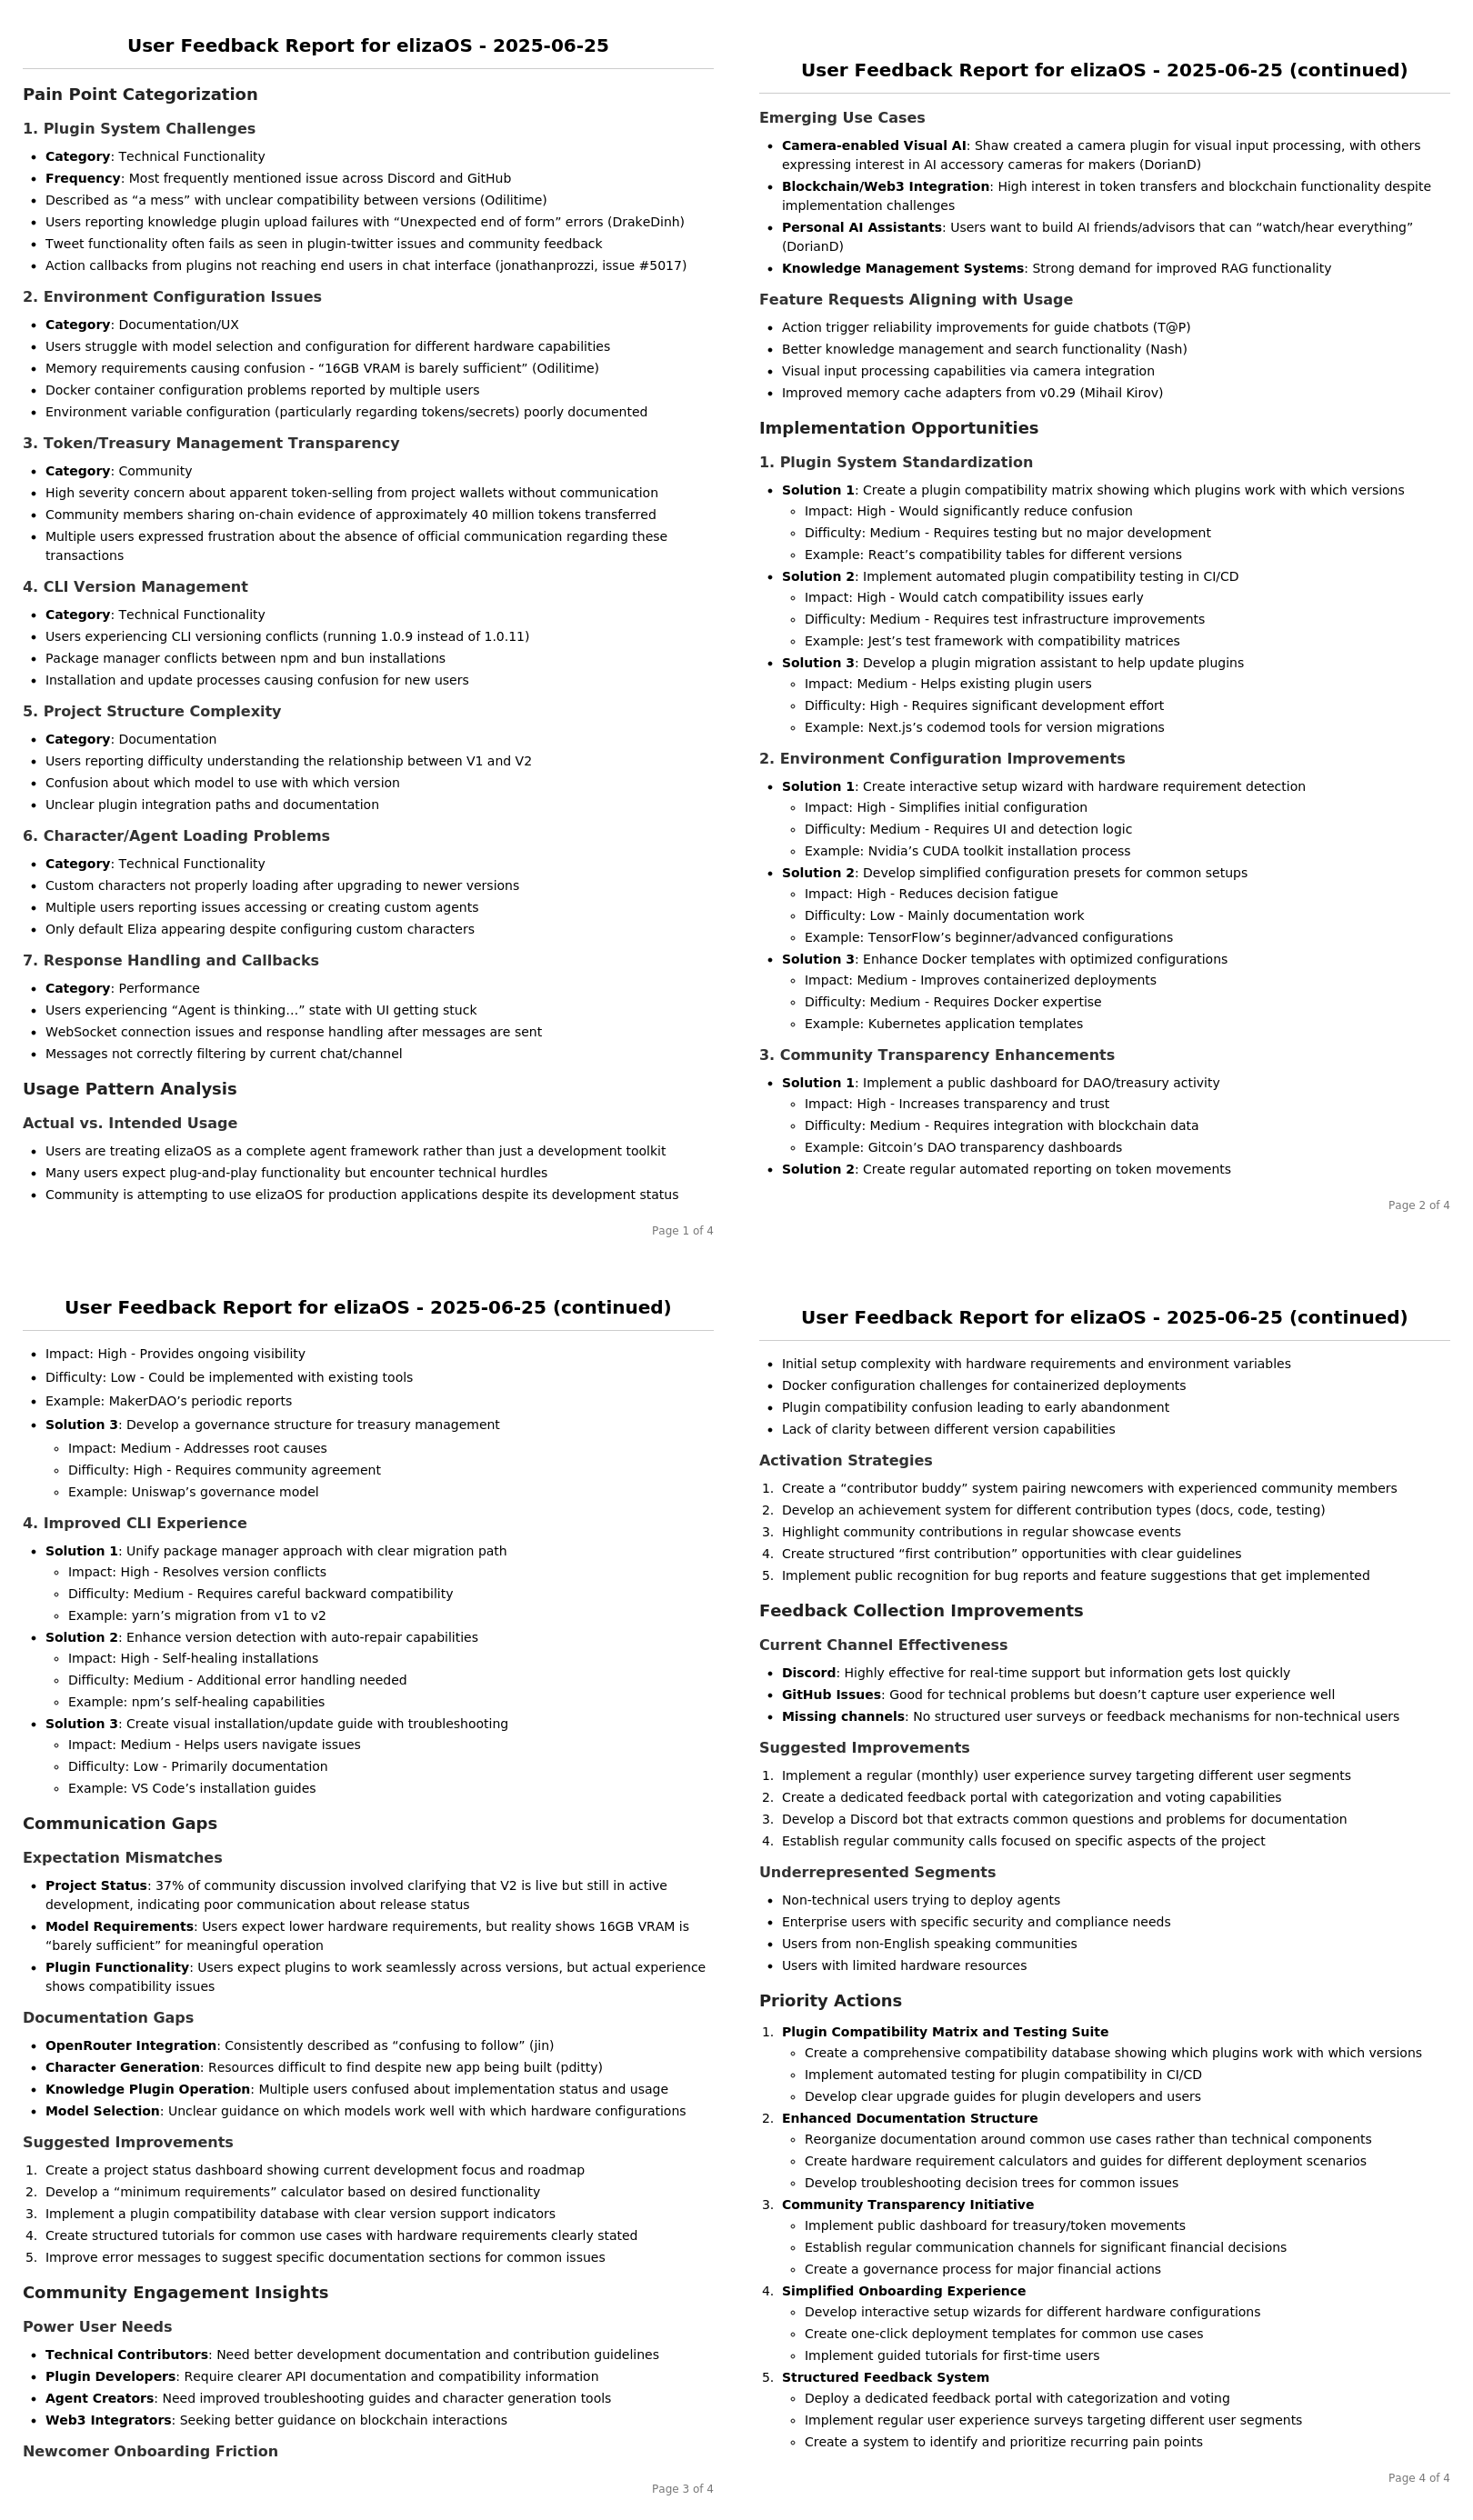 User Feedback Report for elizaOS - 2025-06-25
Pain Point Categorization
1. Plugin System Challenges
• Category: Technical Functionality
• Frequency: Most frequently mentioned issue across Discord and GitHub
• Described as “a mess” with unclear compatibility between versions (Odilitime)
• Users reporting knowledge plugin upload failures with “Unexpected end of form” errors (DrakeDinh)
• Tweet functionality often fails as seen in plugin-twitter issues and community feedback
• Action callbacks from plugins not reaching end users in chat interface (jonathanprozzi, issue #5017)
2. Environment Configuration Issues
• Category: Documentation/UX
• Users struggle with model selection and configuration for different hardware capabilities
• Memory requirements causing confusion - “16GB VRAM is barely sufficient” (Odilitime)
• Docker container configuration problems reported by multiple users
• Environment variable configuration (particularly regarding tokens/secrets) poorly documented
3. Token/Treasury Management Transparency
• Category: Community
• High severity concern about apparent token-selling from project wallets without communication
• Community members sharing on-chain evidence of approximately 40 million tokens transferred
• Multiple users expressed frustration about the absence of official communication regarding these
transactions
4. CLI Version Management
• Category: Technical Functionality
• Users experiencing CLI versioning conflicts (running 1.0.9 instead of 1.0.11)
• Package manager conflicts between npm and bun installations
• Installation and update processes causing confusion for new users
5. Project Structure Complexity
• Category: Documentation
• Users reporting difficulty understanding the relationship between V1 and V2
• Confusion about which model to use with which version
• Unclear plugin integration paths and documentation
6. Character/Agent Loading Problems
• Category: Technical Functionality
• Custom characters not properly loading after upgrading to newer versions
• Multiple users reporting issues accessing or creating custom agents
• Only default Eliza appearing despite configuring custom characters
7. Response Handling and Callbacks
• Category: Performance
• Users experiencing “Agent is thinking…” state with UI getting stuck
• WebSocket connection issues and response handling after messages are sent
• Messages not correctly filtering by current chat/channel
Usage Pattern Analysis
Actual vs. Intended Usage
• Users are treating elizaOS as a complete agent framework rather than just a development toolkit
• Many users expect plug-and-play functionality but encounter technical hurdles
• Community is attempting to use elizaOS for production applications despite its development status
Page 1 of 4
User Feedback Report for elizaOS - 2025-06-25 (continued)
Emerging Use Cases
• Camera-enabled Visual AI: Shaw created a camera plugin for visual input processing, with others
expressing interest in AI accessory cameras for makers (DorianD)
• Blockchain/Web3 Integration: High interest in token transfers and blockchain functionality despite
implementation challenges
• Personal AI Assistants: Users want to build AI friends/advisors that can “watch/hear everything”
(DorianD)
• Knowledge Management Systems: Strong demand for improved RAG functionality
Feature Requests Aligning with Usage
• Action trigger reliability improvements for guide chatbots (T@P)
• Better knowledge management and search functionality (Nash)
• Visual input processing capabilities via camera integration
• Improved memory cache adapters from v0.29 (Mihail Kirov)
Implementation Opportunities
1. Plugin System Standardization
• Solution 1: Create a plugin compatibility matrix showing which plugins work with which versions
◦ Impact: High - Would significantly reduce confusion
◦ Difficulty: Medium - Requires testing but no major development
◦ Example: React’s compatibility tables for different versions
• Solution 2: Implement automated plugin compatibility testing in CI/CD
◦ Impact: High - Would catch compatibility issues early
◦ Difficulty: Medium - Requires test infrastructure improvements
◦ Example: Jest’s test framework with compatibility matrices
• Solution 3: Develop a plugin migration assistant to help update plugins
◦ Impact: Medium - Helps existing plugin users
◦ Difficulty: High - Requires significant development effort
◦ Example: Next.js’s codemod tools for version migrations
2. Environment Configuration Improvements
• Solution 1: Create interactive setup wizard with hardware requirement detection
◦ Impact: High - Simplifies initial configuration
◦ Difficulty: Medium - Requires UI and detection logic
◦ Example: Nvidia’s CUDA toolkit installation process
• Solution 2: Develop simplified configuration presets for common setups
◦ Impact: High - Reduces decision fatigue
◦ Difficulty: Low - Mainly documentation work
◦ Example: TensorFlow’s beginner/advanced configurations
• Solution 3: Enhance Docker templates with optimized configurations
◦ Impact: Medium - Improves containerized deployments
◦ Difficulty: Medium - Requires Docker expertise
◦ Example: Kubernetes application templates
3. Community Transparency Enhancements
• Solution 1: Implement a public dashboard for DAO/treasury activity
◦ Impact: High - Increases transparency and trust
◦ Difficulty: Medium - Requires integration with blockchain data
◦ Example: Gitcoin’s DAO transparency dashboards
• Solution 2: Create regular automated reporting on token movements
Page 2 of 4
User Feedback Report for elizaOS - 2025-06-25 (continued)
• Impact: High - Provides ongoing visibility
• Difficulty: Low - Could be implemented with existing tools
• Example: MakerDAO’s periodic reports
• Solution 3: Develop a governance structure for treasury management
◦ Impact: Medium - Addresses root causes
◦ Difficulty: High - Requires community agreement
◦ Example: Uniswap’s governance model
4. Improved CLI Experience
• Solution 1: Unify package manager approach with clear migration path
◦ Impact: High - Resolves version conflicts
◦ Difficulty: Medium - Requires careful backward compatibility
◦ Example: yarn’s migration from v1 to v2
• Solution 2: Enhance version detection with auto-repair capabilities
◦ Impact: High - Self-healing installations
◦ Difficulty: Medium - Additional error handling needed
◦ Example: npm’s self-healing capabilities
• Solution 3: Create visual installation/update guide with troubleshooting
◦ Impact: Medium - Helps users navigate issues
◦ Difficulty: Low - Primarily documentation
◦ Example: VS Code’s installation guides
Communication Gaps
Expectation Mismatches
• Project Status: 37% of community discussion involved clarifying that V2 is live but still in active
development, indicating poor communication about release status
• Model Requirements: Users expect lower hardware requirements, but reality shows 16GB VRAM is
“barely sufficient” for meaningful operation
• Plugin Functionality: Users expect plugins to work seamlessly across versions, but actual experience
shows compatibility issues
Documentation Gaps
• OpenRouter Integration: Consistently described as “confusing to follow” (jin)
• Character Generation: Resources difficult to find despite new app being built (pditty)
• Knowledge Plugin Operation: Multiple users confused about implementation status and usage
• Model Selection: Unclear guidance on which models work well with which hardware configurations
Suggested Improvements
1. Create a project status dashboard showing current development focus and roadmap
2. Develop a “minimum requirements” calculator based on desired functionality
3. Implement a plugin compatibility database with clear version support indicators
4. Create structured tutorials for common use cases with hardware requirements clearly stated
5. Improve error messages to suggest specific documentation sections for common issues
Community Engagement Insights
Power User Needs
• Technical Contributors: Need better development documentation and contribution guidelines
• Plugin Developers: Require clearer API documentation and compatibility information
• Agent Creators: Need improved troubleshooting guides and character generation tools
• Web3 Integrators: Seeking better guidance on blockchain interactions
Newcomer Onboarding Friction
Page 3 of 4
User Feedback Report for elizaOS - 2025-06-25 (continued)
• Initial setup complexity with hardware requirements and environment variables
• Docker configuration challenges for containerized deployments
• Plugin compatibility confusion leading to early abandonment
• Lack of clarity between different version capabilities
Activation Strategies
1. Create a “contributor buddy” system pairing newcomers with experienced community members
2. Develop an achievement system for different contribution types (docs, code, testing)
3. Highlight community contributions in regular showcase events
4. Create structured “first contribution” opportunities with clear guidelines
5. Implement public recognition for bug reports and feature suggestions that get implemented
Feedback Collection Improvements
Current Channel Effectiveness
• Discord: Highly effective for real-time support but information gets lost quickly
• GitHub Issues: Good for technical problems but doesn’t capture user experience well
• Missing channels: No structured user surveys or feedback mechanisms for non-technical users
Suggested Improvements
1. Implement a regular (monthly) user experience survey targeting different user segments
2. Create a dedicated feedback portal with categorization and voting capabilities
3. Develop a Discord bot that extracts common questions and problems for documentation
4. Establish regular community calls focused on specific aspects of the project
Underrepresented Segments
• Non-technical users trying to deploy agents
• Enterprise users with specific security and compliance needs
• Users from non-English speaking communities
• Users with limited hardware resources
Priority Actions
1. Plugin Compatibility Matrix and Testing Suite
◦ Create a comprehensive compatibility database showing which plugins work with which versions
◦ Implement automated testing for plugin compatibility in CI/CD
◦ Develop clear upgrade guides for plugin developers and users
2. Enhanced Documentation Structure
◦ Reorganize documentation around common use cases rather than technical components
◦ Create hardware requirement calculators and guides for different deployment scenarios
◦ Develop troubleshooting decision trees for common issues
3. Community Transparency Initiative
◦ Implement public dashboard for treasury/token movements
◦ Establish regular communication channels for significant financial decisions
◦ Create a governance process for major financial actions
4. Simplified Onboarding Experience
◦ Develop interactive setup wizards for different hardware configurations
◦ Create one-click deployment templates for common use cases
◦ Implement guided tutorials for first-time users
5. Structured Feedback System
◦ Deploy a dedicated feedback portal with categorization and voting
◦ Implement regular user experience surveys targeting different user segments
◦ Create a system to identify and prioritize recurring pain points
Page 4 of 4